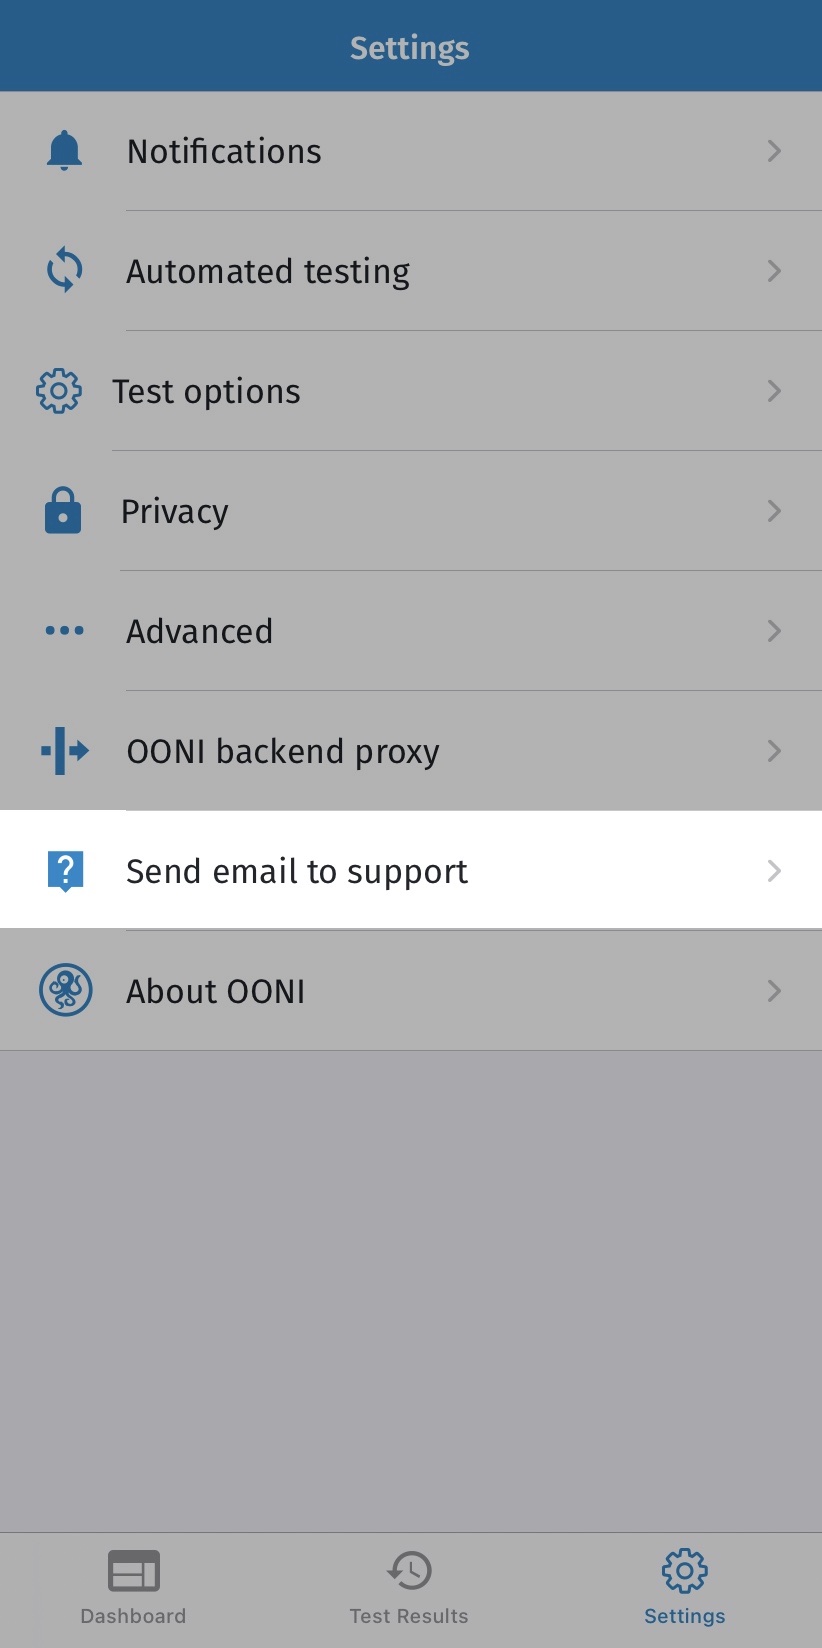 Settings
Notifications
Automated testing
Test options
Privacy
Advanced
OONI backend proxy
Send email to support
About OONI
Dashboard
Test Results
Settings